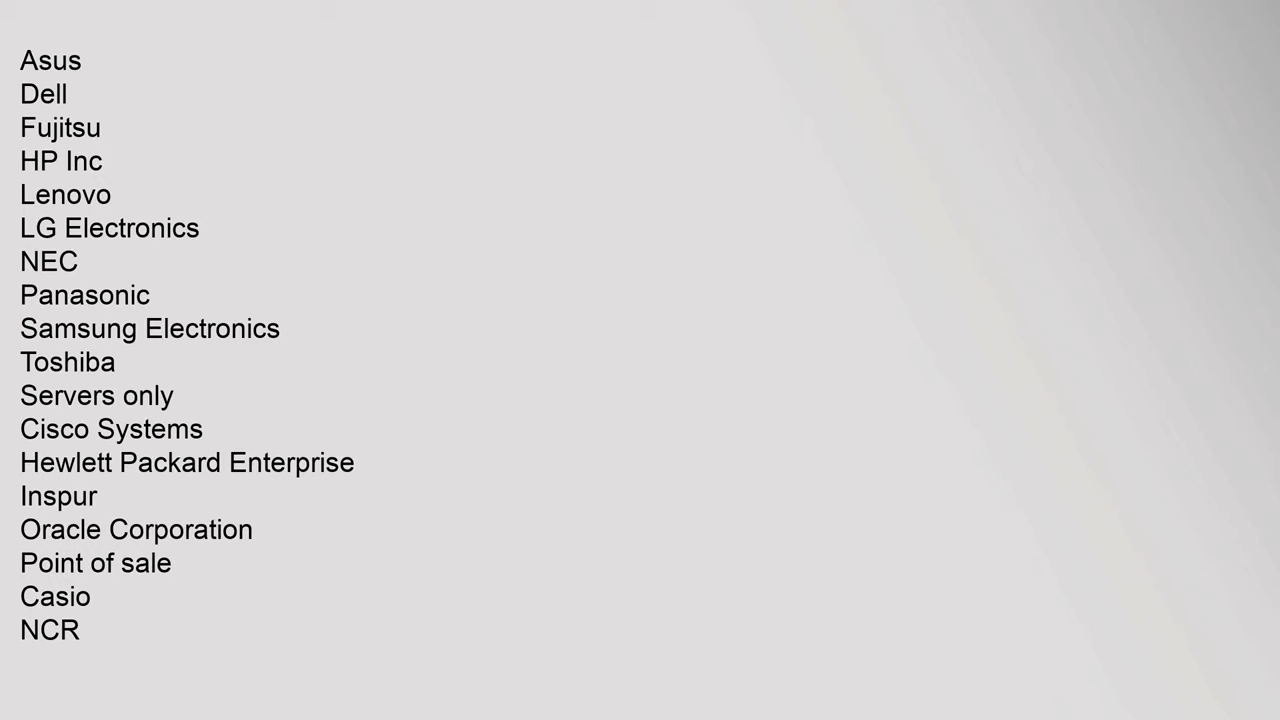 Asus
Dell
Fujitsu
HP Inc
Lenovo
LG Electronics
NEC
Panasonic
Samsung Electronics
Toshiba
Servers only
Cisco Systems
Hewlett Packard Enterprise
Inspur
Oracle Corporation
Point of sale
Casio
NCR